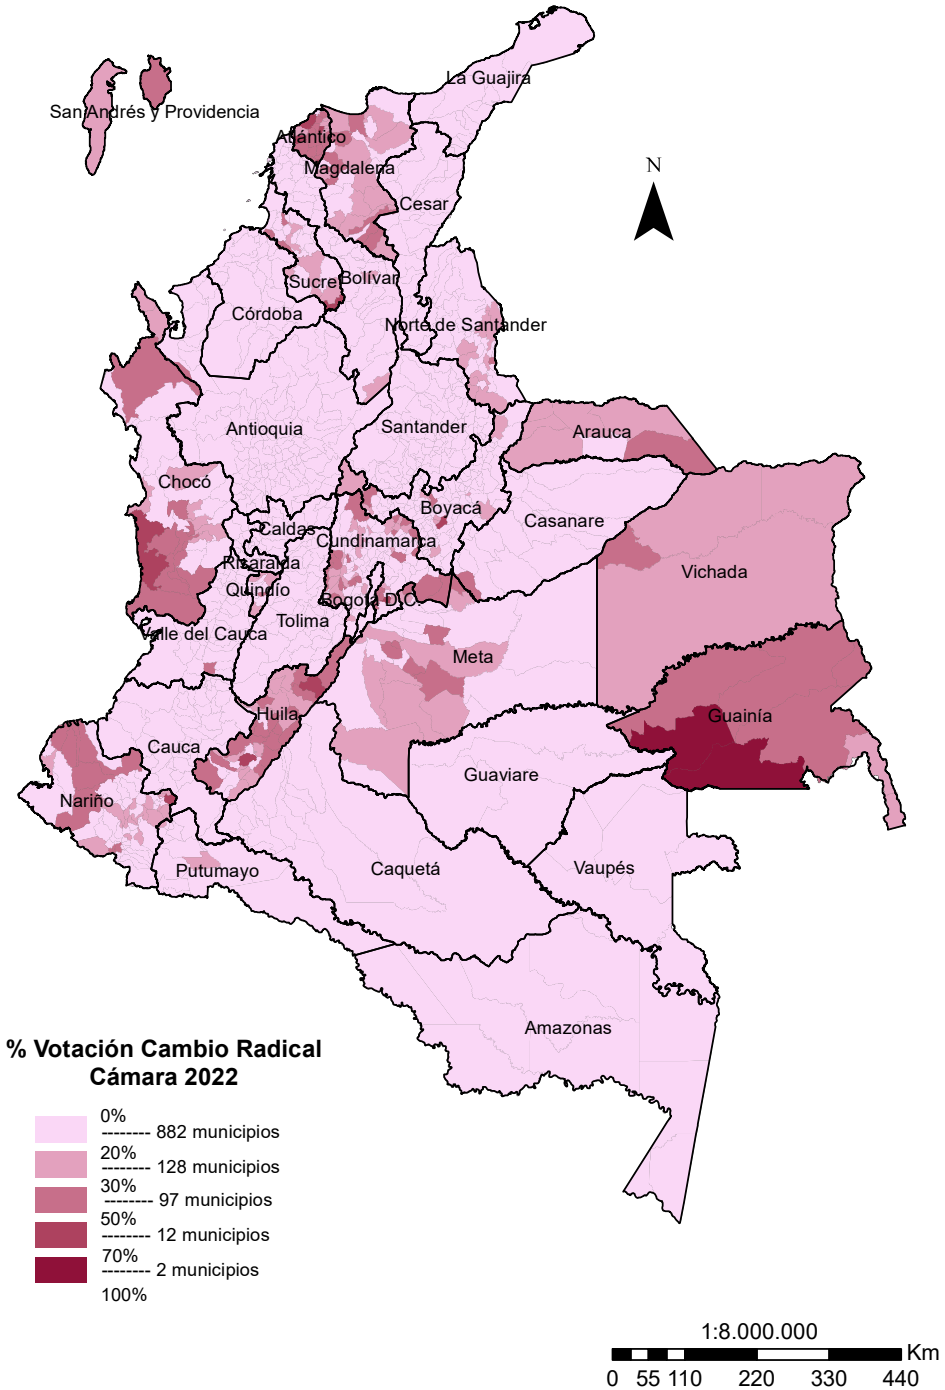 La Guajira
San Andrés y Providencia
Atlántico
Magdalena
N
Cesar
Sucre
Bolívar
Córdoba
Norte de Santander
Antioquia
Santander
Arauca
Chocó
Boyacá
Casanare
Caldas
Cundinamarca
Risaralda
Vichada
Quindío
Bogotá D.C.
Tolima
Valle del Cauca
Meta
Huila
Guainía
Cauca
Guaviare
Nariño
Putumayo
Caquetá
Vaupés
Amazonas
% Votación Cambio Radical
Cámara 2022
0%
-------- 882 municipios
20%
-------- 128 municipios
30%
-------- 97 municipios
50%
-------- 12 municipios
70%
-------- 2 municipios
100%
1:8.000.000
Km
0 55 110 220 330 440